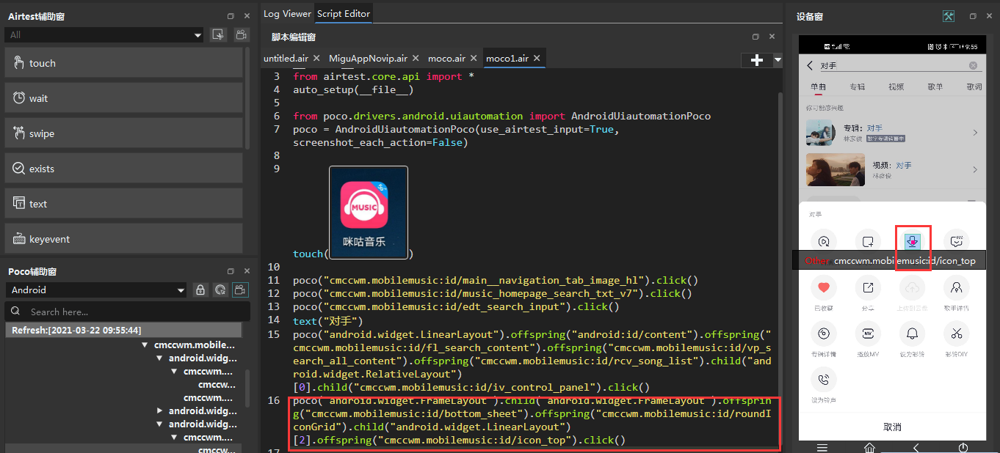 Airtest辅助窗
All
touch
wait
swipe
exists
text
keyevent
Poco辅助窗
Android
Search here...
Refresh:[2021-03-22 09:55:44]
cmccwm.mobile...
android.widg...
cmccwm....
cmccw...
cmccwm....
android.widg...
android.widg...
cmccwm....
cmccw...
Log Viewer
Script Editor
脚本编辑窗
untitled.air
MiguAppNovip.air
moco.air
moco1.air
3 from airtest.core.api import *
4 auto_setup(__file__)
5
6 from poco.drivers.android.uiautomation import AndroidUiautomationPoco
7 poco = AndroidUiautomationPoco(use_airtest_input=True,
screenshot_each_action=False)
8
9
MUSIC
咪咕音乐
touch( )
10
11 poco("cmccwm.mobilemusic:id/main__navigation_tab_image_hl").click()
12 poco("cmccwm.mobilemusic:id/music_homepage_search_txt_v7").click()
13 poco("cmccwm.mobilemusic:id/edt_search_input").click()
14 text("对手")
15 poco("android.widget.LinearLayout").offspring("android:id/content").offspring("
cmccwm.mobilemusic:id/fl_search_content").offspring("cmccwm.mobilemusic:id/vp_s
earch_all_content").offspring("cmccwm.mobilemusic:id/rcv_song_list").child("an
droid.widget.RelativeLayout")
[0].child("cmccwm.mobilemusic:id/iv_control_panel").click()
16 poco("android.widget.FrameLayout").child("android.widget.FrameLayout").offsprin
g("cmccwm.mobilemusic:id/bottom_sheet").offspring("cmccwm.mobilemusic:id/roundI
conGrid").child("android.widget.LinearLayout")
[2].offspring("cmccwm.mobilemusic:id/icon_top").click()
17
设备窗
9:55
对手
单曲
专辑
视频
歌单
歌词
你可能感兴趣
专辑：对手
林彦俊 数字专辑销售中
视频：对手
林彦俊
对手
Other, cmccwm.mobilemusic:id/icon_top
已收藏
分享
上传到云盘
歌手详情
专辑详情
MV
播放MV
设为彩铃
彩铃DIY
设为铃声
取消